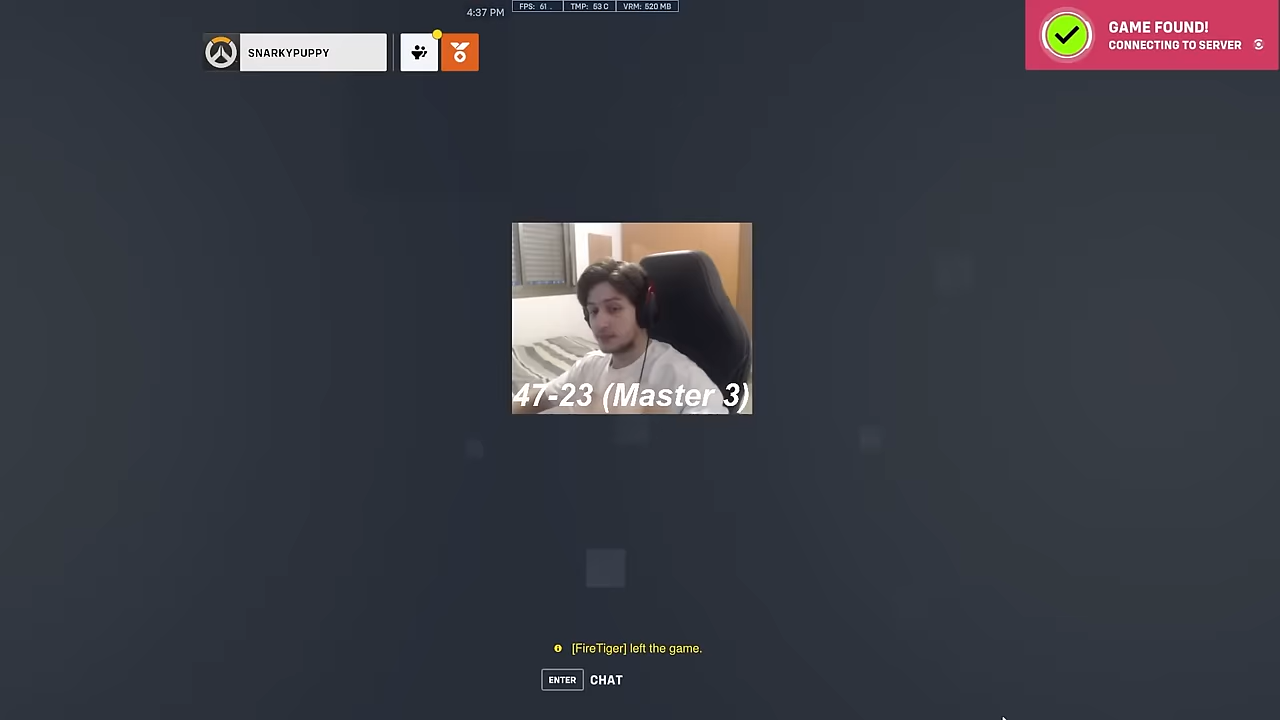 4:37 PM
FPS: 61
TMP: 53 C
VRM: 520 MB
SNARKYPUPPY
GAME FOUND!
CONNECTING TO SERVER
47-23 (Master 3)
[FireTiger] left the game.
ENTER CHAT